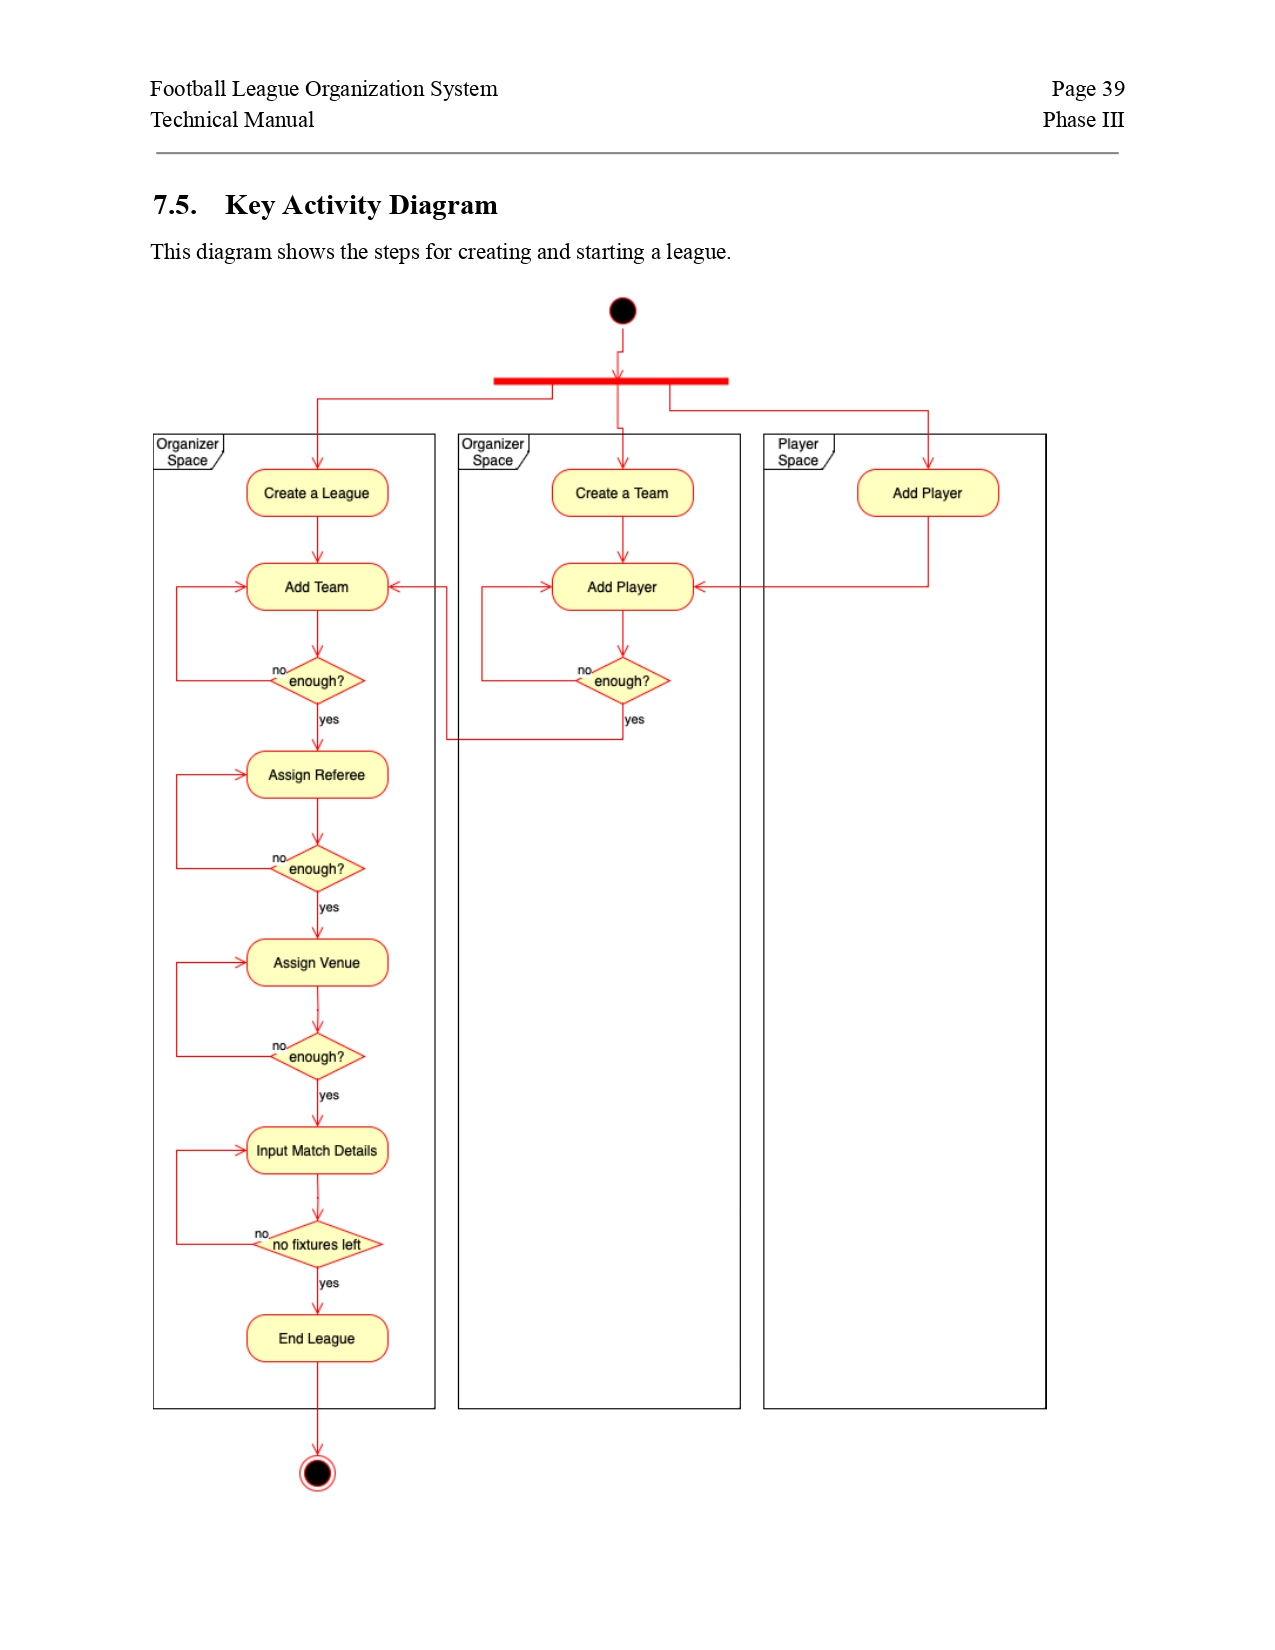 Football League Organization System
Page 39
Technical Manual
Phase III
7.5. Key Activity Diagram
This diagram shows the steps for creating and starting a league.
Organizer
Space
Organizer
Space
Player
Space
Create a League
Create a Team
Add Player
Add Team
Add Player
no
enough?
no
enough?
yes
yes
Assign Referee
no
enough?
yes
Assign Venue
no
enough?
yes
Input Match Details
no
no fixtures left
yes
End League